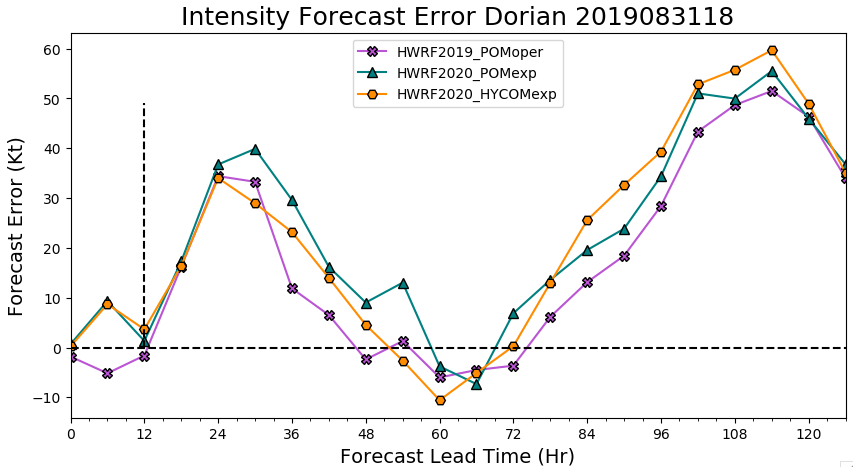 Intensity Forecast Error Dorian 2019083118
HWRF2019_POMoper
HWRF2020_POMexp
HWRF2020_HYCOMexp
Forecast Error (Kt)
60
50
40
30
20
10
0
−10
0 12 24 36 48 60 72 84 96 108 120
Forecast Lead Time (Hr)